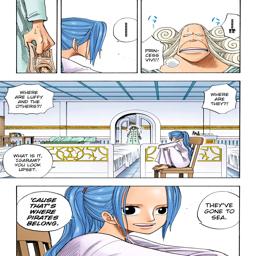 PRIN-
CESS
VIVI!!
WHERE
ARE
THEY?!
WHERE
ARE LUFFY
AND THE
OTHERS?!
WHAT IS IT,
IGARAM?
YOU LOOK
UPSET.
THEY'VE
GONE TO
SEA.
'CAUSE
THAT'S
WHERE
PIRATES
BELONG.